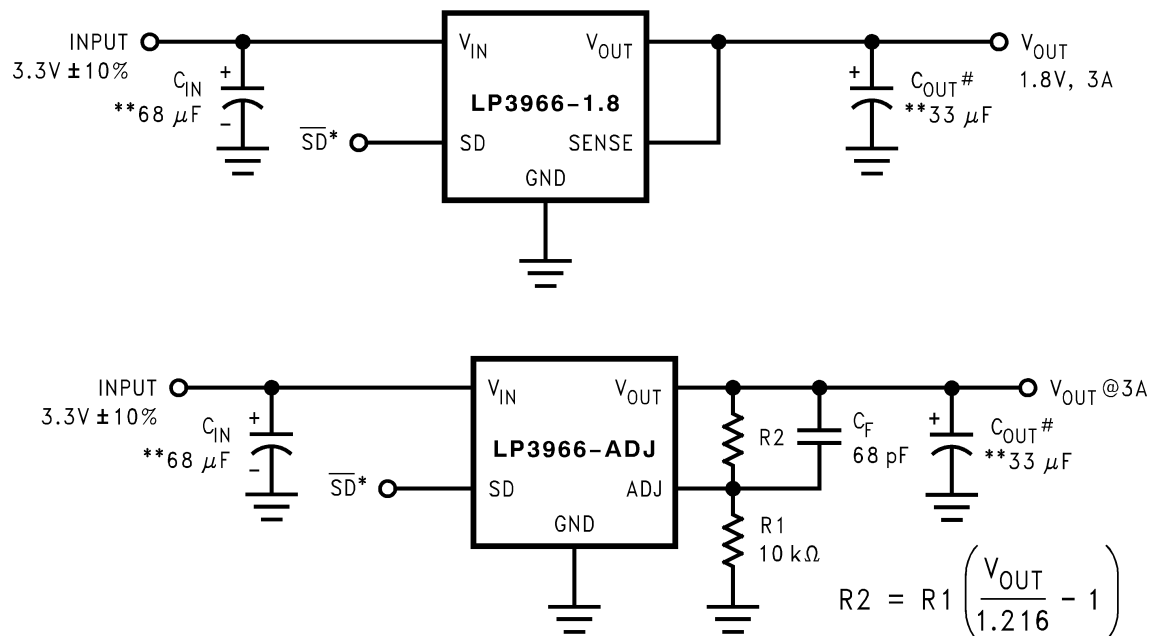 INPUT
3.3V ±10%
C_IN
+
**68 μF
−
V_IN
V_OUT
LP3966-1.8
SD
SENSE
GND
S̅D̅*
+
C_OUT#
**33 μF
V_OUT
1.8V, 3A
INPUT
3.3V ±10%
C_IN
+
**68 μF
−
V_IN
V_OUT
LP3966-ADJ
SD
ADJ
GND
S̅D̅*
R2
C_F
68 pF
R1
10 kΩ
+
C_OUT#
**33 μF
V_OUT @3A
R2 = R1 (V_OUT / 1.216 − 1)